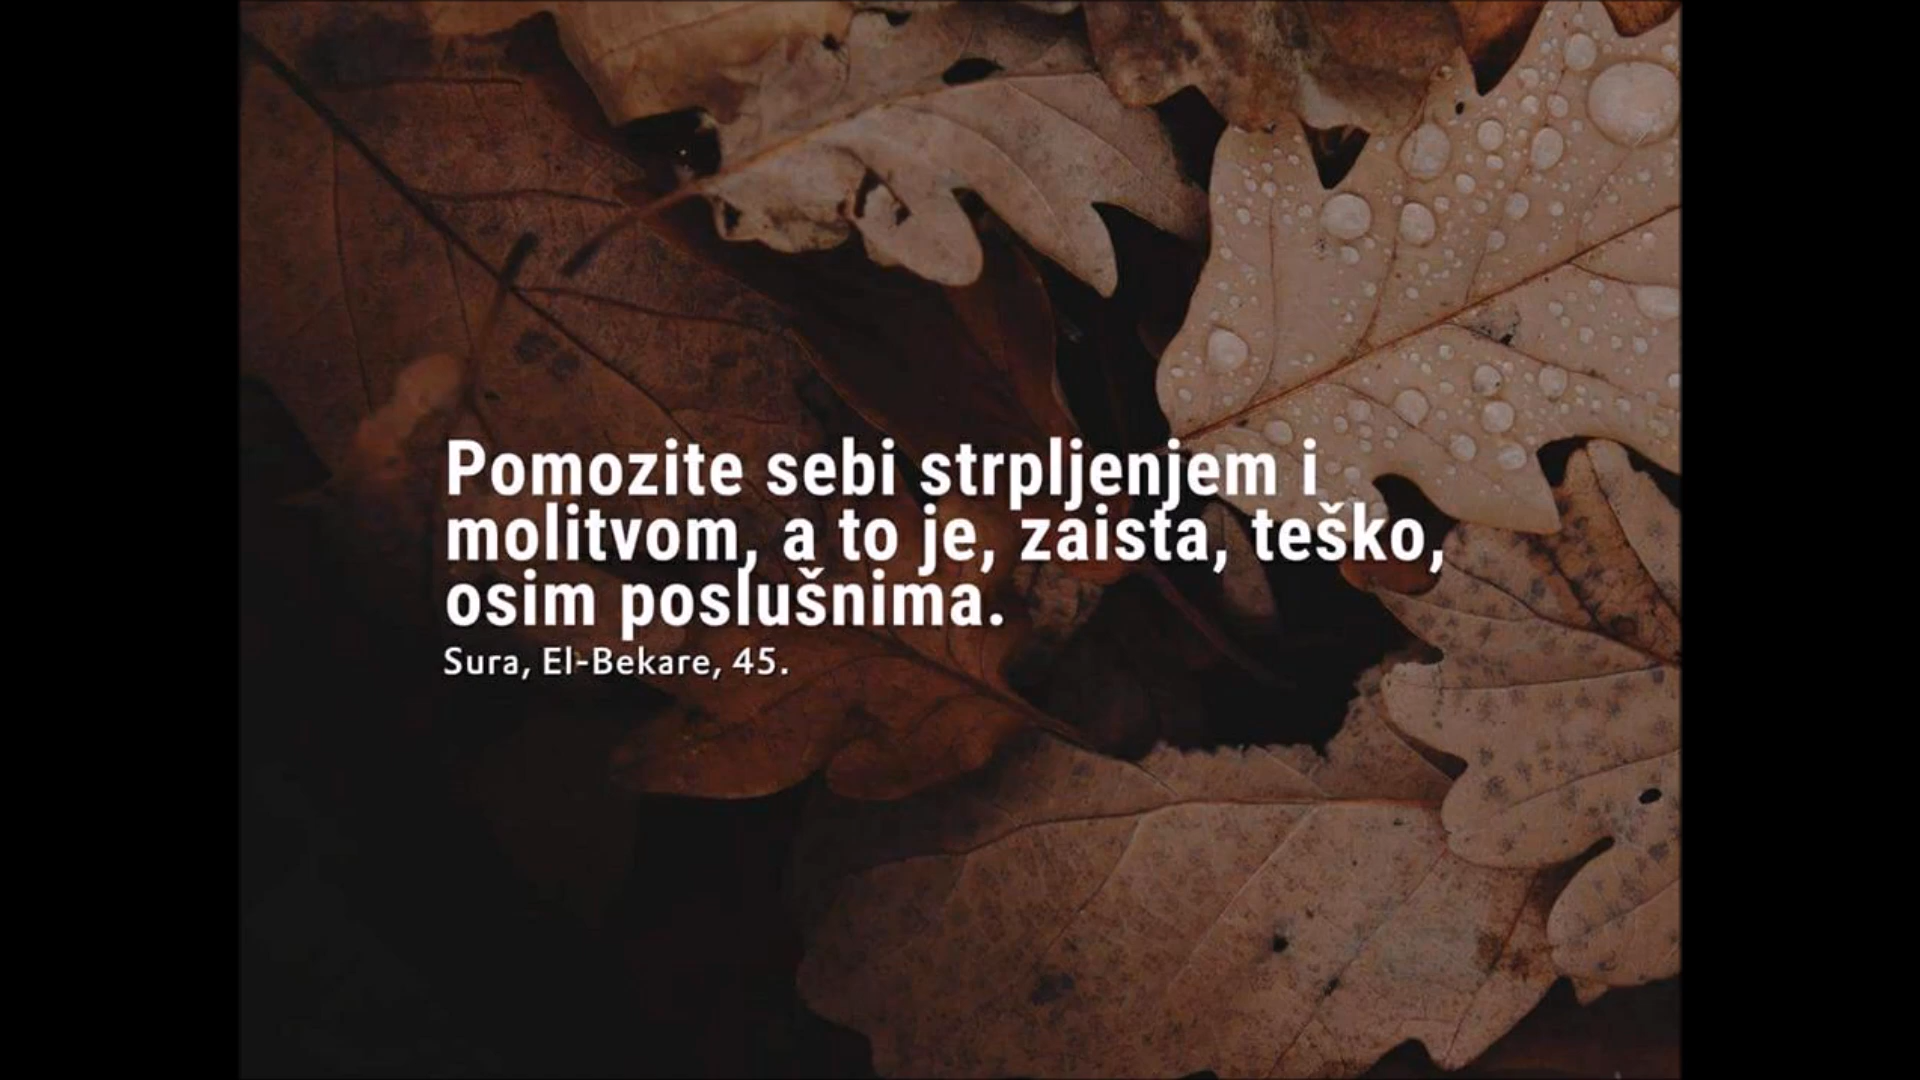 Pomozite sebi strpljenjem i
molitvom, a to je, zaista, teško,
osim poslušnima.
Sura, El-Bekare, 45.